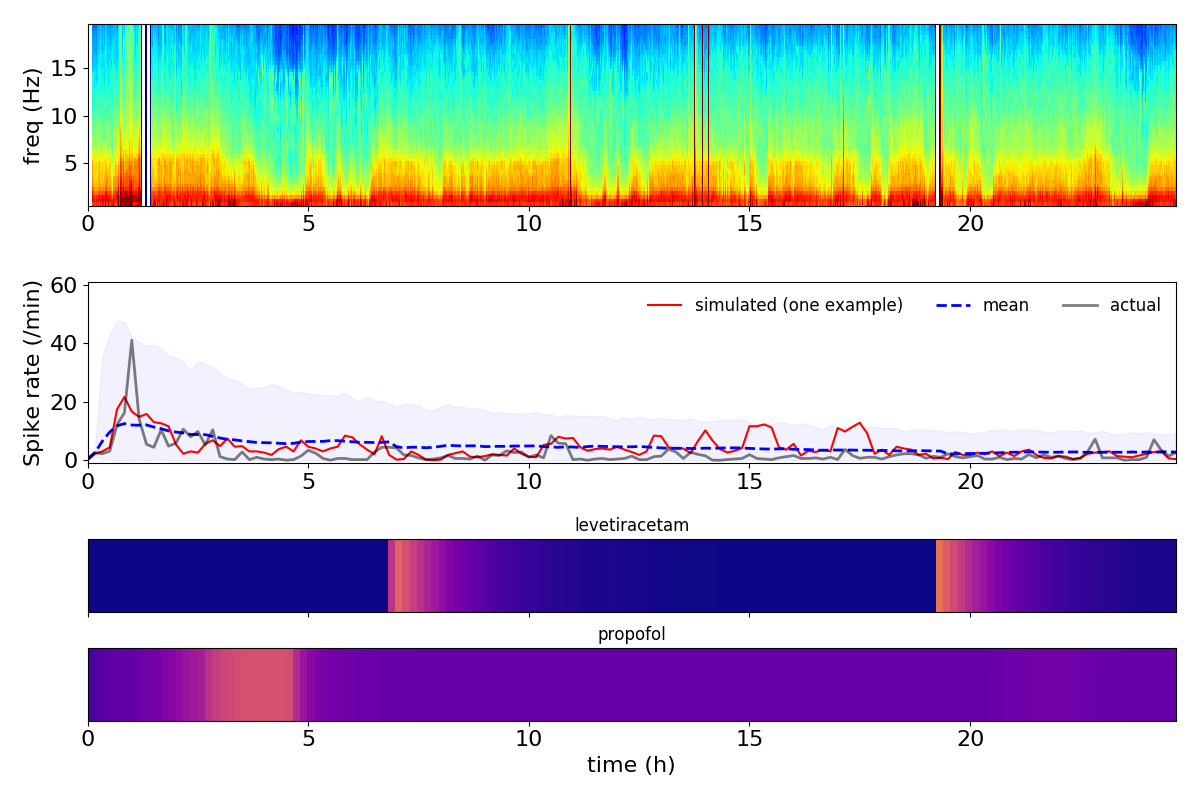 freq (Hz)
15
10
5
0 5 10 15 20
Spike rate (/min)
60
40
20
0
simulated (one example) mean actual
0 5 10 15 20
levetiracetam
propofol
0 5 10 15 20
time (h)